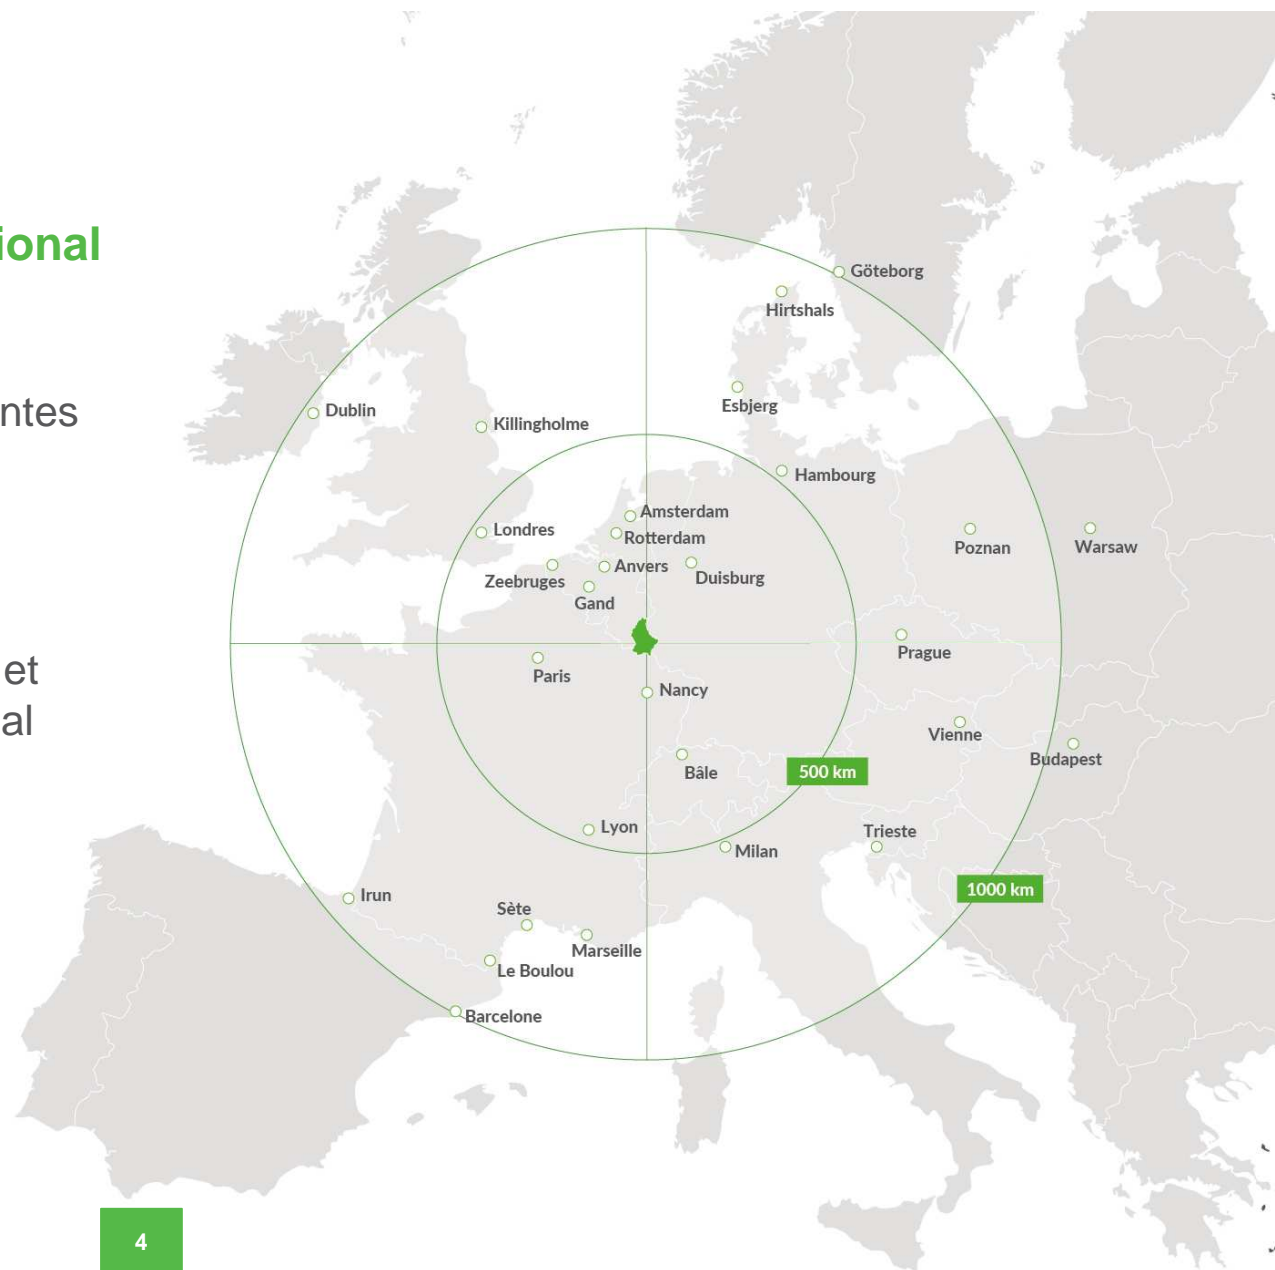 ional
ntes
et
al
Göteborg
Hirtshals
Esbjerg
Dublin
Killingholme
Hambourg
Amsterdam
Londres
Rotterdam
Poznan
Warsaw
Anvers
Zeebruges
Duisburg
Gand
Prague
Paris
Nancy
Vienne
Budapest
Bâle
500 km
Lyon
Trieste
Milan
1000 km
Irun
Sète
Marseille
Le Boulou
Barcelone
4